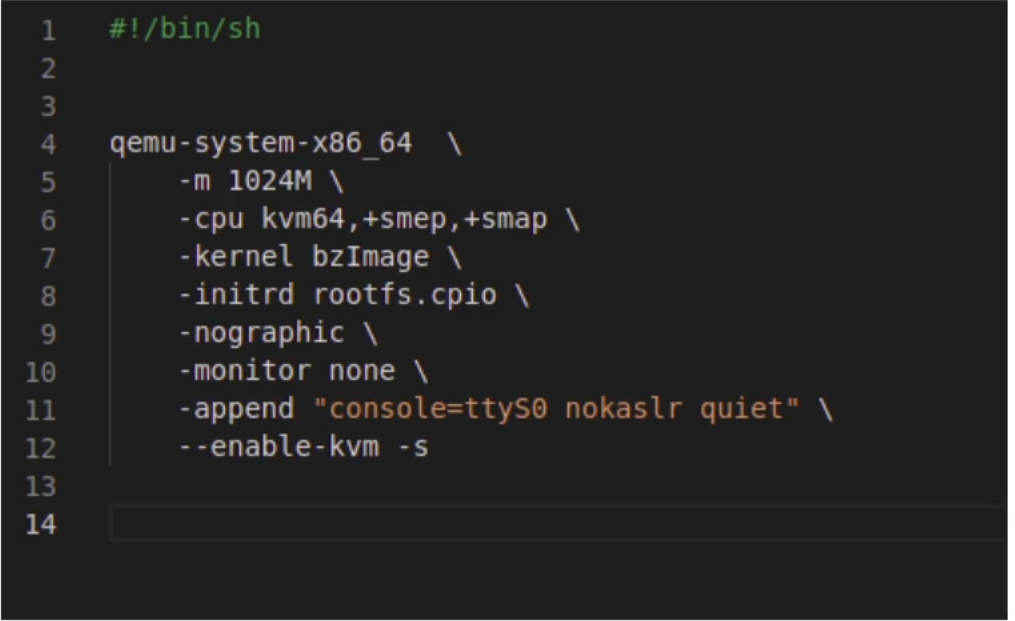 1 #!/bin/sh
2
3
4 qemu-system-x86_64  \
5     -m 1024M \
6     -cpu kvm64,+smep,+smap \
7     -kernel bzImage \
8     -initrd rootfs.cpio \
9     -nographic \
10     -monitor none \
11     -append "console=ttyS0 nokaslr quiet" \
12     --enable-kvm -s
13
14